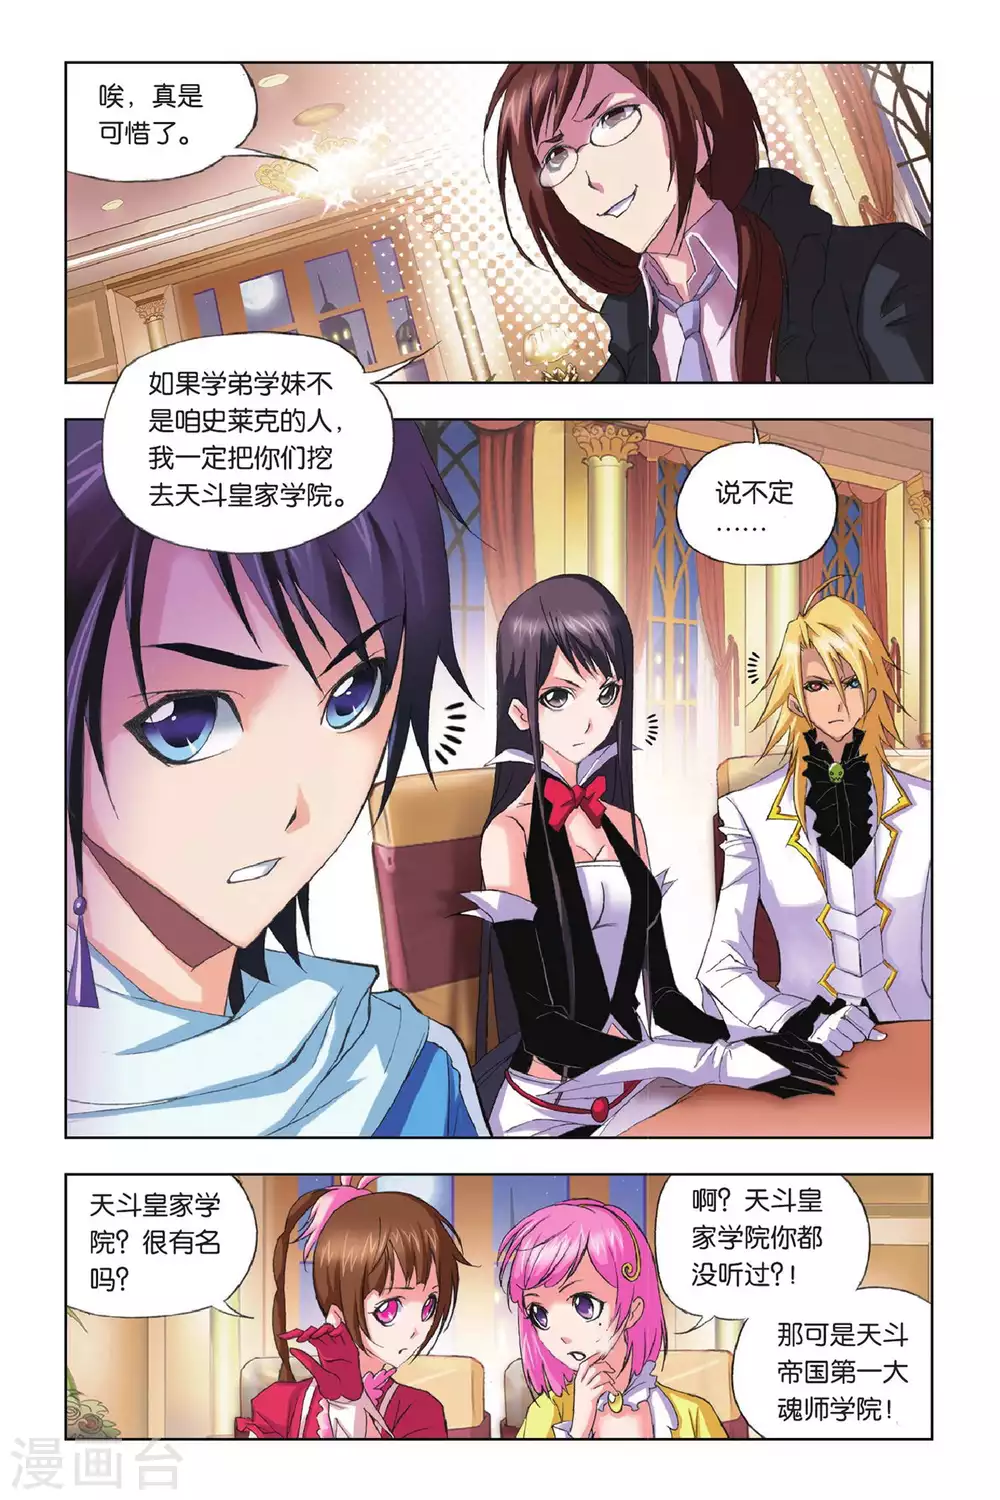 唉，真是
可惜了。
如果学弟学妹不
是咱史莱克的人，
我一定把你们挖
去天斗皇家学院。
说不定
……
天斗皇家学
院？很有名
吗？
啊？天斗皇
家学院你都
没听过？！
那可是天斗
帝国第一大
魂师学院！
漫画台